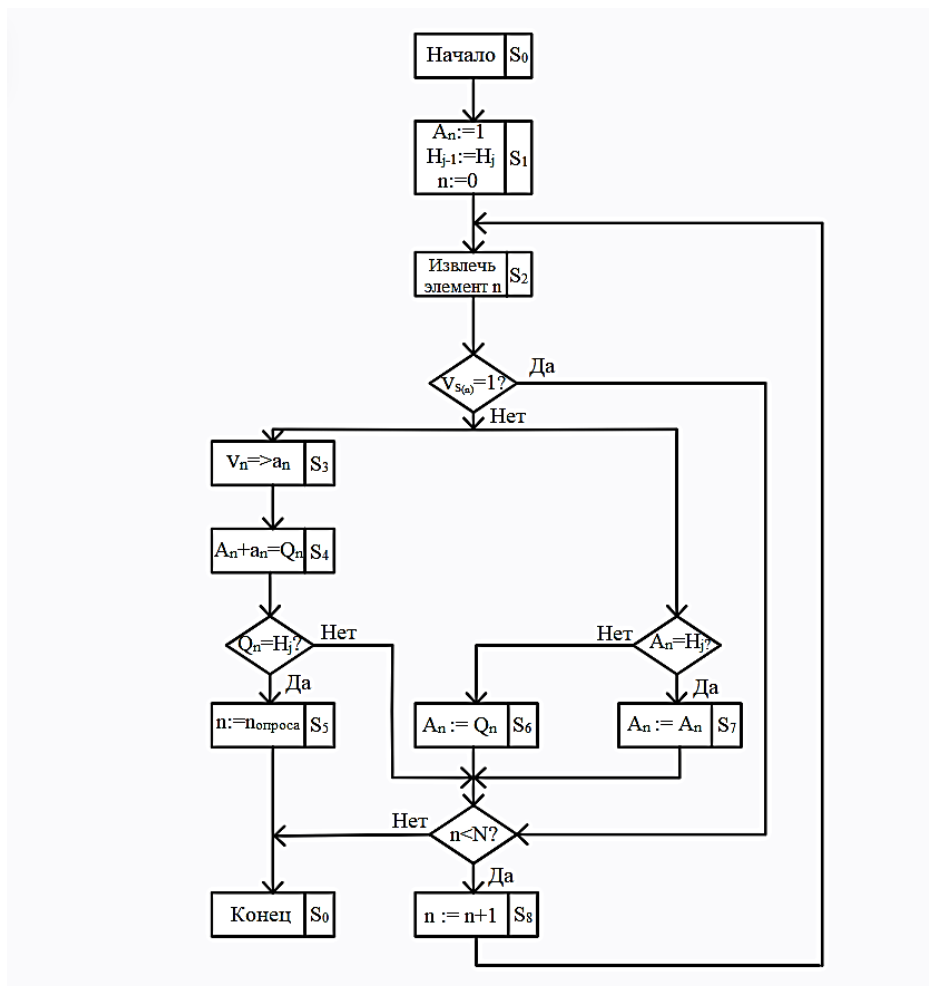 Начало S₀
Aₙ:=1
Hⱼ₋₁:=Hⱼ S₁
n:=0
Извлечь
элемент n S₂
Да
vₛ₍ₙ₎=1?
Нет
Vₙ=>aₙ S₃
Aₙ+aₙ=Qₙ S₄
Qₙ=Hⱼ? Нет
Да
Нет Aₙ=Hⱼ?
Да
n:=nопроса S₅
Aₙ := Qₙ S₆
Aₙ := Aₙ S₇
Нет n<N?
Да
Конец S₀
n := n+1 S₈